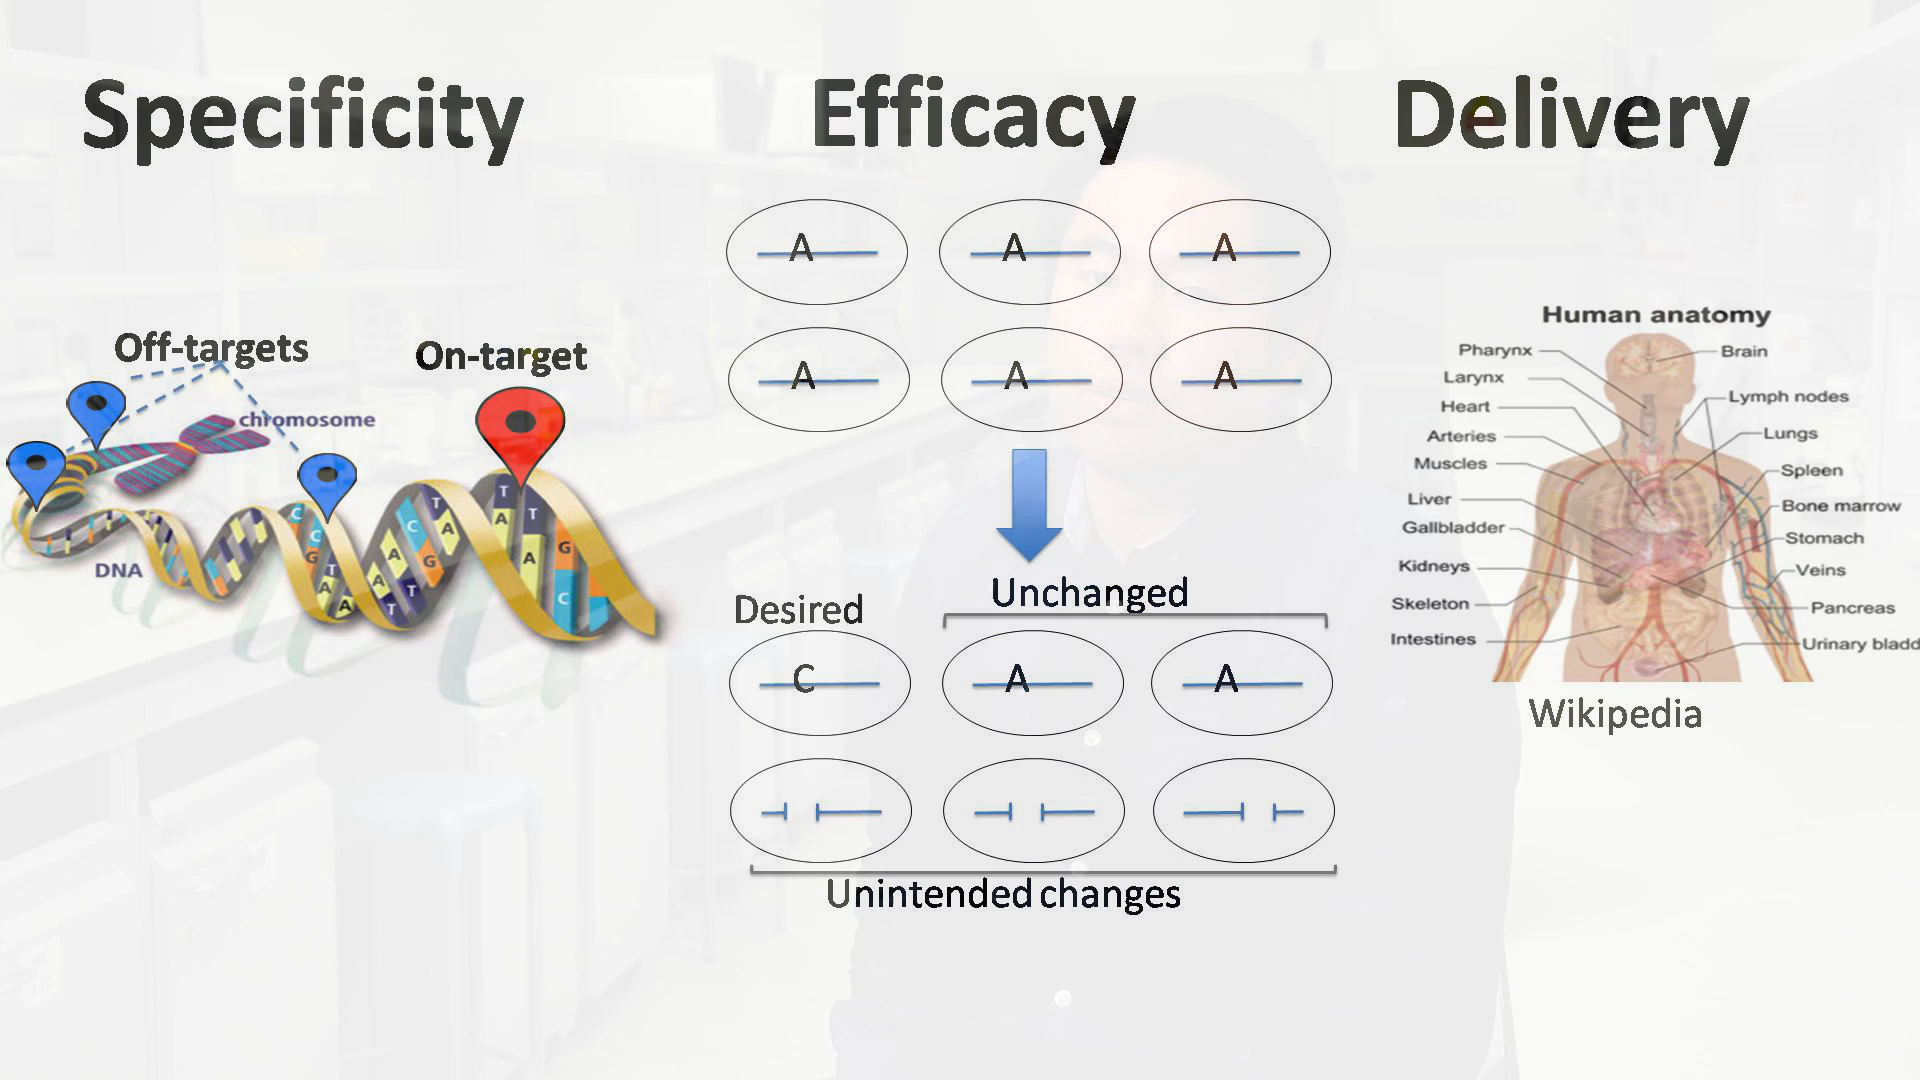 Specificity
Off-targets
On-target
chromosome
DNA
C
C
G
T
A
A
A
A
T
T
C
G
T
A
A
T
A
T
A
G
C
Efficacy
A A A
A A A
Desired
Unchanged
C A A
Unintended changes
Delivery
Human anatomy
Pharynx
Larynx
Heart
Arteries
Muscles
Liver
Gallbladder
Kidneys
Skeleton
Intestines
Brain
Lymph nodes
Lungs
Spleen
Bone marrow
Stomach
Veins
Pancreas
Urinary bladd
Wikipedia